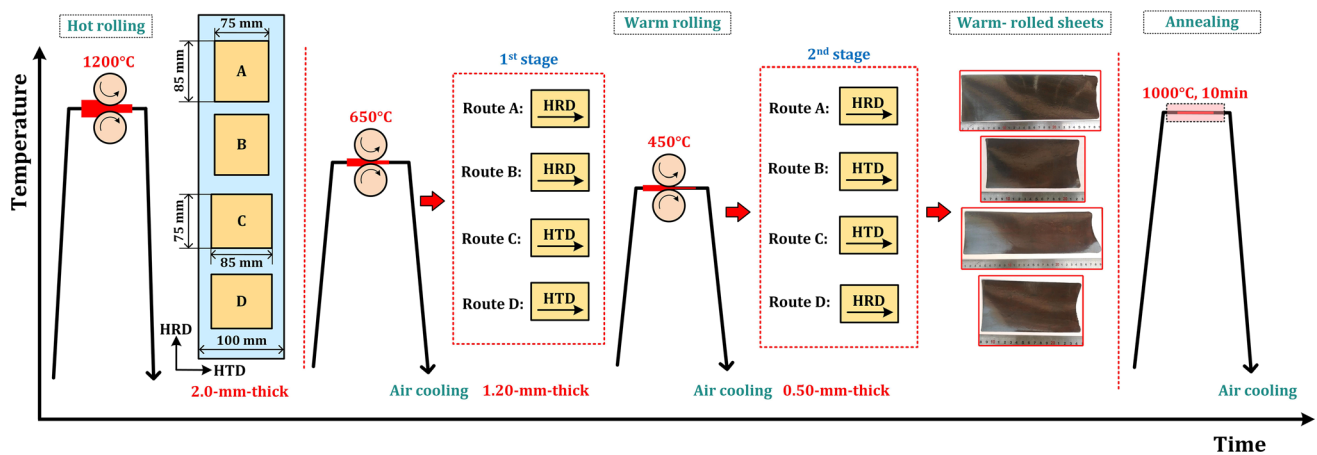 Hot rolling
Warm rolling
Warm- rolled sheets
Annealing
Temperature
1200°C
75 mm
85 mm
A
B
75 mm
C
85 mm
D
HRD
HTD
100 mm
2.0-mm-thick
650°C
Air cooling
1st stage
Route A:
HRD
Route B:
HRD
Route C:
HTD
Route D:
HTD
1.20-mm-thick
450°C
Air cooling
2nd stage
Route A:
HRD
Route B:
HTD
Route C:
HTD
Route D:
HRD
0.50-mm-thick
1000°C, 10min
Air cooling
Time